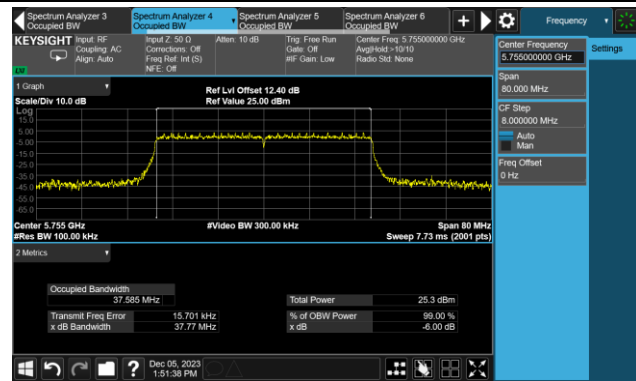 Spectrum Analyzer 3
Occupied BW
Spectrum Analyzer 4
Occupied BW
Spectrum Analyzer 5
Occupied BW
Spectrum Analyzer 6
Occupied BW
+
Frequency
KEYSIGHT
Input: RF
Coupling: AC
Align: Auto
Input Z: 50 Ω
Corrections: Off
Freq Ref: Int (S)
NFE: Off
Atten: 10 dB
Trig: Free Run
Gate: Off
#IF Gain: Low
Center Freq: 5.755000000 GHz
Avg|Hold:>10/10
Radio Std: None
Center Frequency
5.755000000 GHz
Settings
Span
80.000 MHz
CF Step
8.000000 MHz
Auto
Man
Freq Offset
0 Hz
1 Graph
Scale/Div 10.0 dB
Ref Lvl Offset 12.40 dB
Ref Value 25.00 dBm
Log
15.0
5.00
-5.00
-15.0
-25.0
-35.0
-45.0
-55.0
-65.0
Center 5.755 GHz
#Res BW 100.00 kHz
#Video BW 300.00 kHz
Span 80 MHz
Sweep 7.73 ms (2001 pts)
2 Metrics
Occupied Bandwidth
37.585 MHz
Total Power 25.3 dBm
Transmit Freq Error 15.701 kHz
% of OBW Power 99.00 %
x dB Bandwidth 37.77 MHz
x dB -6.00 dB
?
Dec 05, 2023
1:51:38 PM